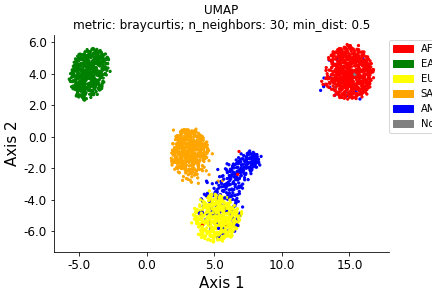 UMAP
metric: braycurtis; n_neighbors: 30; min_dist: 0.5
6.0
4.0
2.0
0.0
-2.0
-4.0
-6.0
Axis 2
-5.0 0.0 5.0 10.0 15.0
Axis 1
AF
EA
EU
SA
AM
No